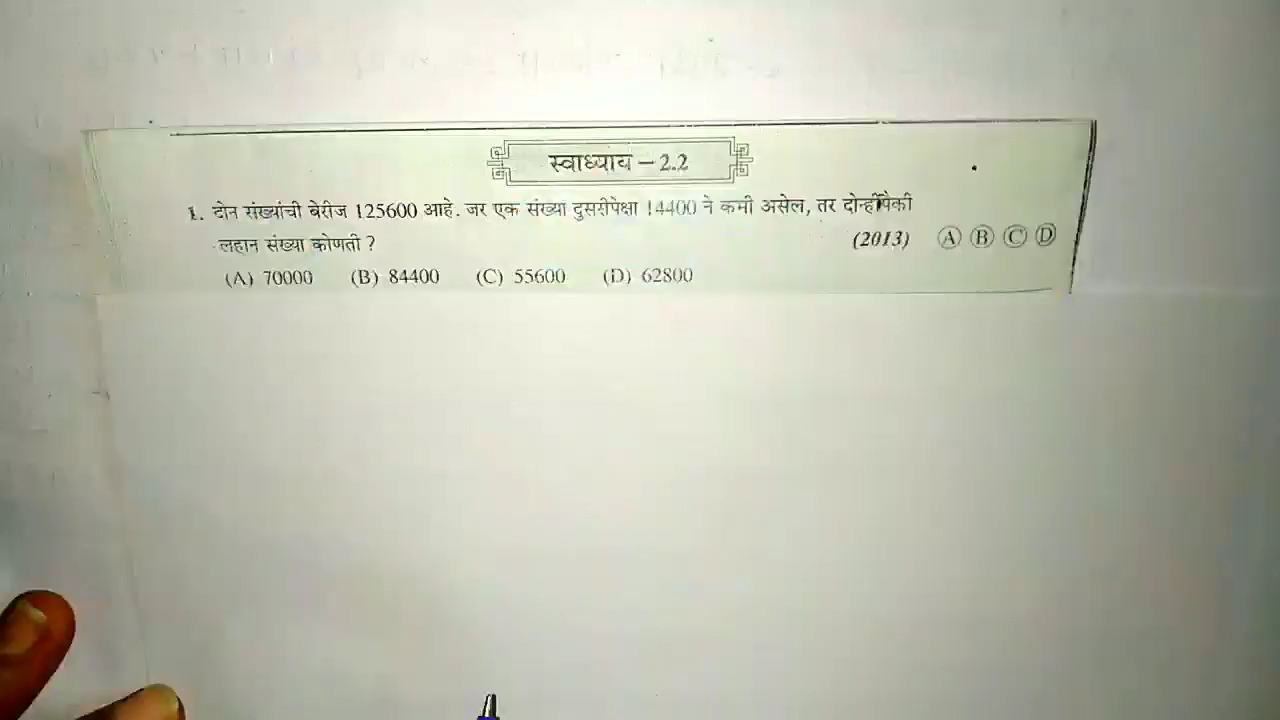 स्वाध्याय – 2.2
1. दोन संख्यांची बेरीज 125600 आहे. जर एक संख्या दुसरीपेक्षा 14400 ने कमी असेल, तर दोन्हींपैकी
लहान संख्या कोणती ? (2013) Ⓐ Ⓑ Ⓒ Ⓓ
(A) 70000 (B) 84400 (C) 55600 (D) 62800